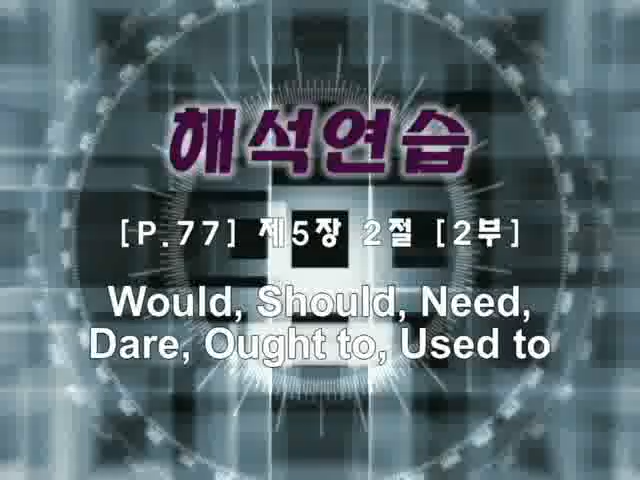 해석연습
[P.77] 제5장 2절 [2부]
Would, Should, Need,
Dare, Ought to, Used to